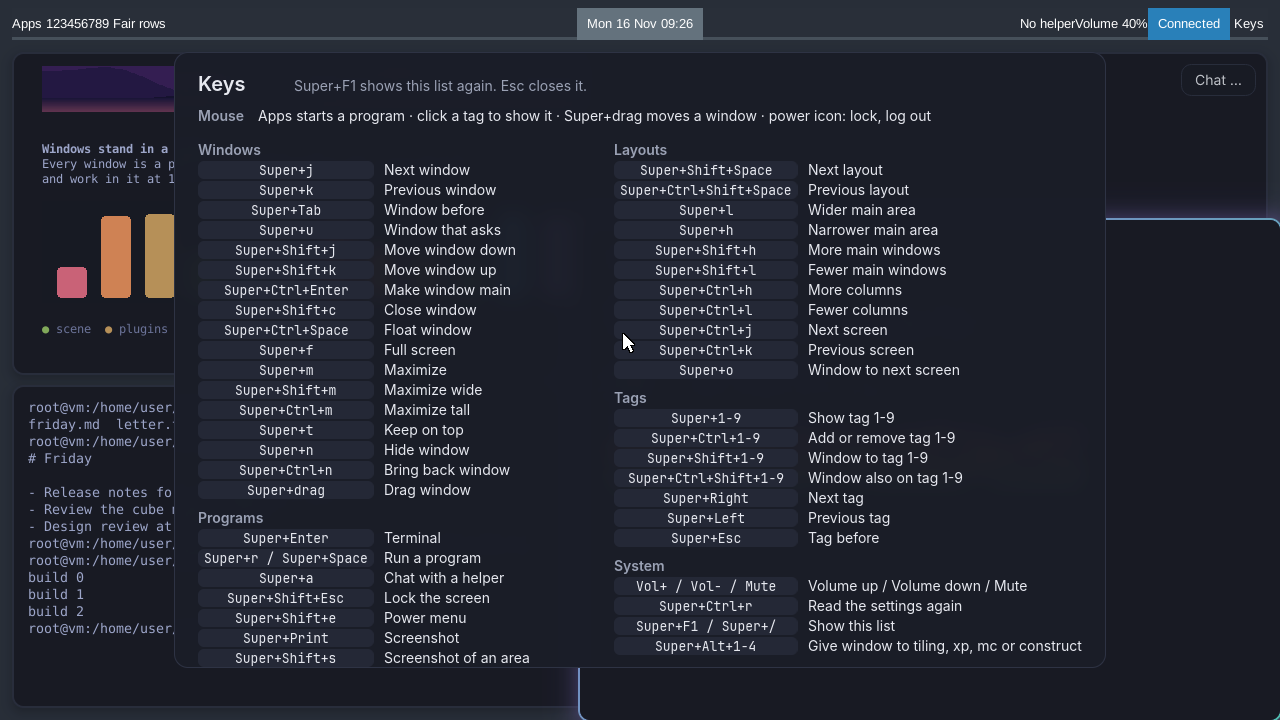 Apps 123456789 Fair rows
Mon 16 Nov 09:26
No helper Volume 40% Connected Keys
Chat ...
Keys
Super+F1 shows this list again. Esc closes it.
Mouse Apps starts a program · click a tag to show it · Super+drag moves a window · power icon: lock, log out
Windows
Super+j Next window
Super+k Previous window
Super+Tab Window before
Super+u Window that asks
Super+Shift+j Move window down
Super+Shift+k Move window up
Super+Ctrl+Enter Make window main
Super+Shift+c Close window
Super+Ctrl+Space Float window
Super+f Full screen
Super+m Maximize
Super+Shift+m Maximize wide
Super+Ctrl+m Maximize tall
Super+t Keep on top
Super+n Hide window
Super+Ctrl+n Bring back window
Super+drag Drag window
Programs
Super+Enter Terminal
Super+r / Super+Space Run a program
Super+a Chat with a helper
Super+Shift+Esc Lock the screen
Super+Shift+e Power menu
Super+Print Screenshot
Super+Shift+s Screenshot of an area
Layouts
Super+Shift+Space Next layout
Super+Ctrl+Shift+Space Previous layout
Super+l Wider main area
Super+h Narrower main area
Super+Shift+h More main windows
Super+Shift+l Fewer main windows
Super+Ctrl+h More columns
Super+Ctrl+l Fewer columns
Super+Ctrl+j Next screen
Super+Ctrl+k Previous screen
Super+o Window to next screen
Tags
Super+1-9 Show tag 1-9
Super+Ctrl+1-9 Add or remove tag 1-9
Super+Shift+1-9 Window to tag 1-9
Super+Ctrl+Shift+1-9 Window also on tag 1-9
Super+Right Next tag
Super+Left Previous tag
Super+Esc Tag before
System
Vol+ / Vol- / Mute Volume up / Volume down / Mute
Super+Ctrl+r Read the settings again
Super+F1 / Super+/ Show this list
Super+Alt+1-4 Give window to tiling, xp, mc or construct
Windows stand in a
Every window is a
and work in it at
scene plugins
root@vm:/home/user/
friday.md letter.
root@vm:/home/user/
# Friday
- Release notes fo
- Review the cube
- Design review at
root@vm:/home/user/
root@vm:/home/user/
build 0
build 1
build 2
root@vm:/home/user/